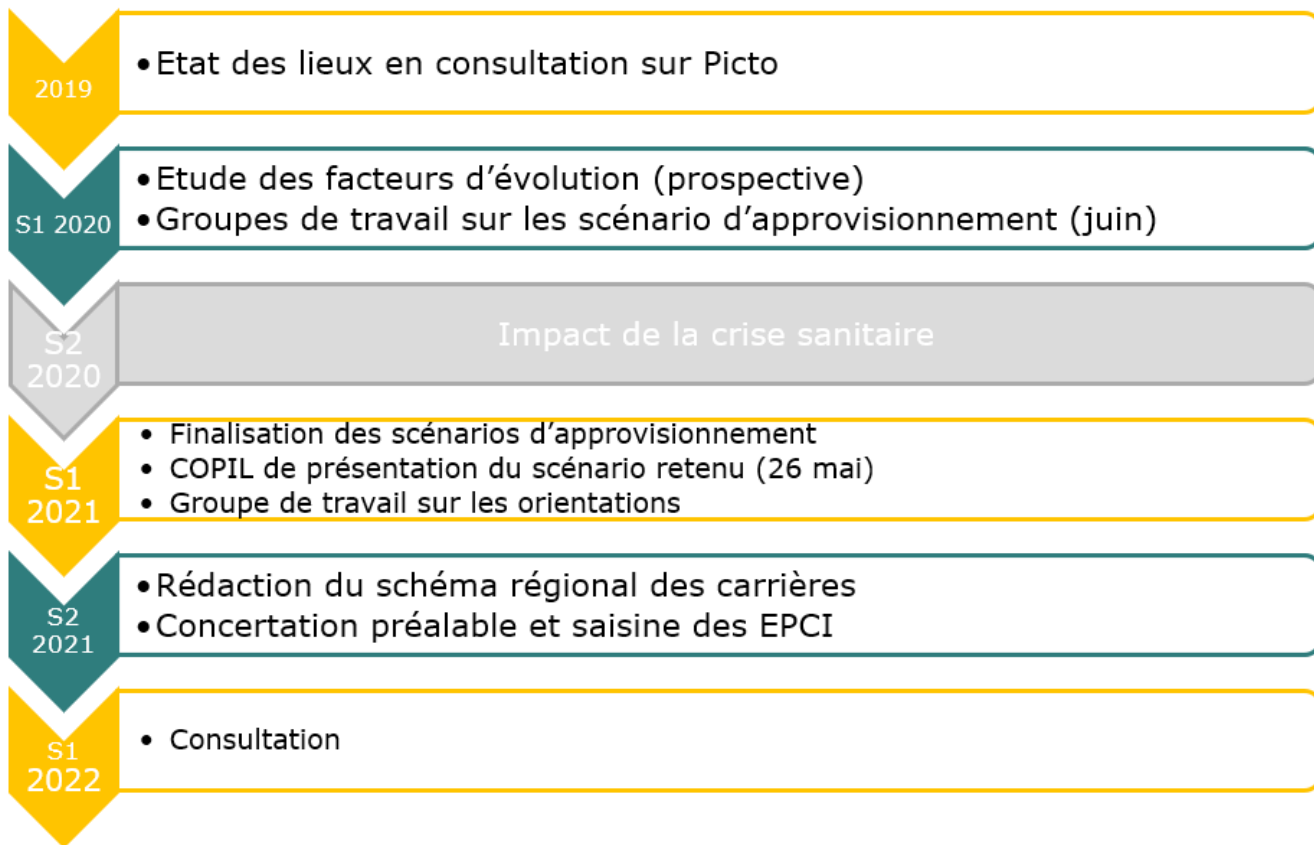 2019
•Etat des lieux en consultation sur Picto
S1 2020
•Etude des facteurs d’évolution (prospective)
•Groupes de travail sur les scénario d’approvisionnement (juin)
S2
2020
Impact de la crise sanitaire
S1
2021
• Finalisation des scénarios d’approvisionnement
• COPIL de présentation du scénario retenu (26 mai)
• Groupe de travail sur les orientations
S2
2021
•Rédaction du schéma régional des carrières
•Concertation préalable et saisine des EPCI
S1
2022
• Consultation